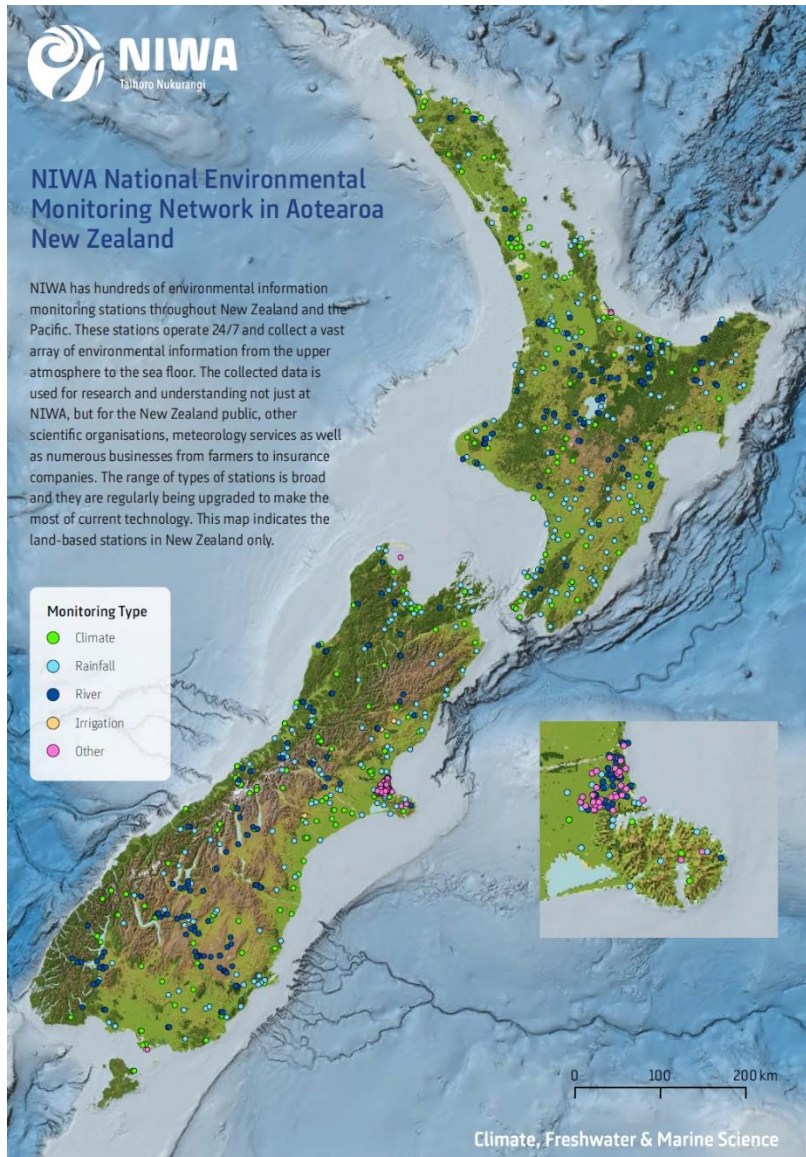 NIWA
Taihoro Nukurangi
NIWA National Environmental
Monitoring Network in Aotearoa
New Zealand
NIWA has hundreds of environmental information
monitoring stations throughout New Zealand and the
Pacific. These stations operate 24/7 and collect a vast
array of environmental information from the upper
atmosphere to the sea floor. The collected data is
used for research and understanding not just at
NIWA, but for the New Zealand public, other
scientific organisations, meteorology services as well
as numerous businesses from farmers to insurance
companies. The range of types of stations is broad
and they are regularly being upgraded to make the
most of current technology. This map indicates the
land-based stations in New Zealand only.
Monitoring Type
Climate
Rainfall
River
Irrigation
Other
0 100 200 km
Climate, Freshwater & Marine Science